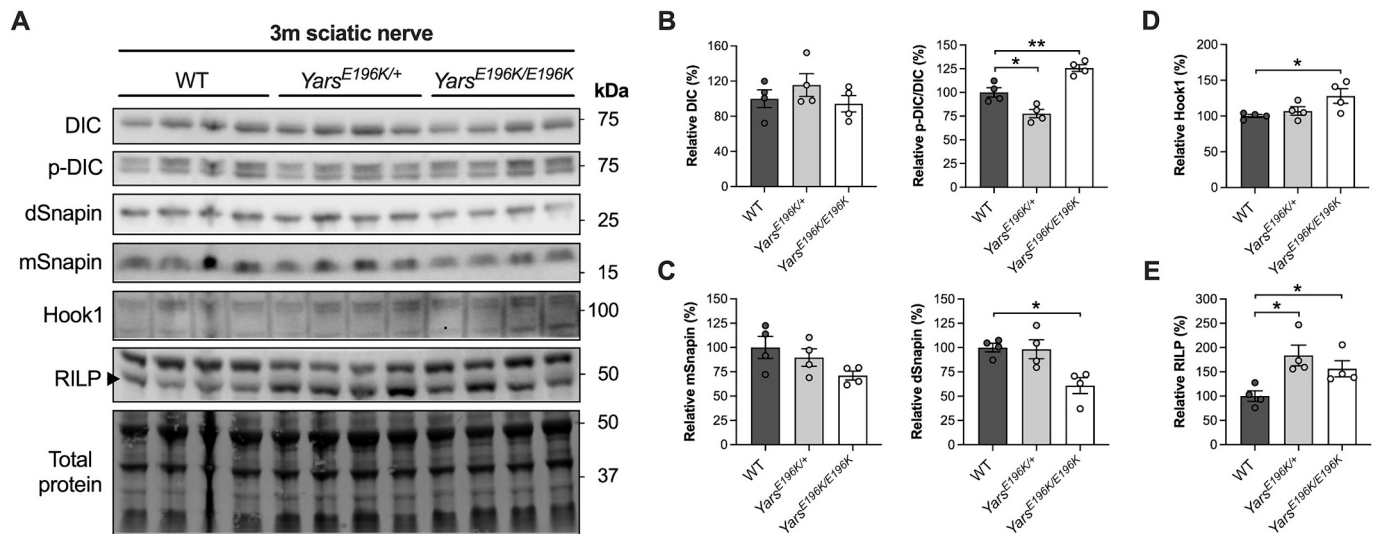 A
3m sciatic nerve
WT
Yars^E196K/+
Yars^E196K/E196K
kDa
DIC
75
p-DIC
75
dSnapin
25
mSnapin
15
Hook1
100
RILP
50
Total
protein
50
37
B
Relative DIC (%)
160
120
80
40
0
WT
Yars^E196K/+
Yars^E196K/E196K
Relative p-DIC/DIC (%)
150
125
100
75
50
25
0
*
**
WT
Yars^E196K/+
Yars^E196K/E196K
C
Relative mSnapin (%)
150
125
100
75
50
25
0
WT
Yars^E196K/+
Yars^E196K/E196K
Relative dSnapin (%)
150
125
100
75
50
25
0
*
WT
Yars^E196K/+
Yars^E196K/E196K
D
Relative Hook1 (%)
200
150
100
50
0
*
WT
Yars^E196K/+
Yars^E196K/E196K
E
Relative RILP (%)
300
250
200
150
100
50
0
*
*
WT
Yars^E196K/+
Yars^E196K/E196K